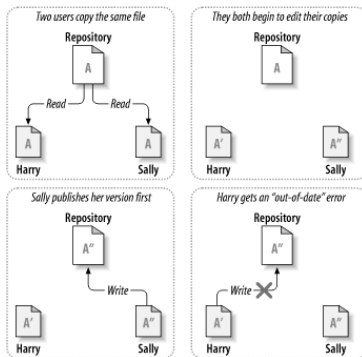 Two users copy the same file
Repository
A
Read
Read
A
A
Harry
Sally
They both begin to edit their copies
Repository
A
A'
A"
Harry
Sally
Sally publishes her version first
Repository
A"
Write
A'
A"
Harry
Sally
Harry gets an "out-of-date" error
Repository
A"
Write
A'
A"
Harry
Sally